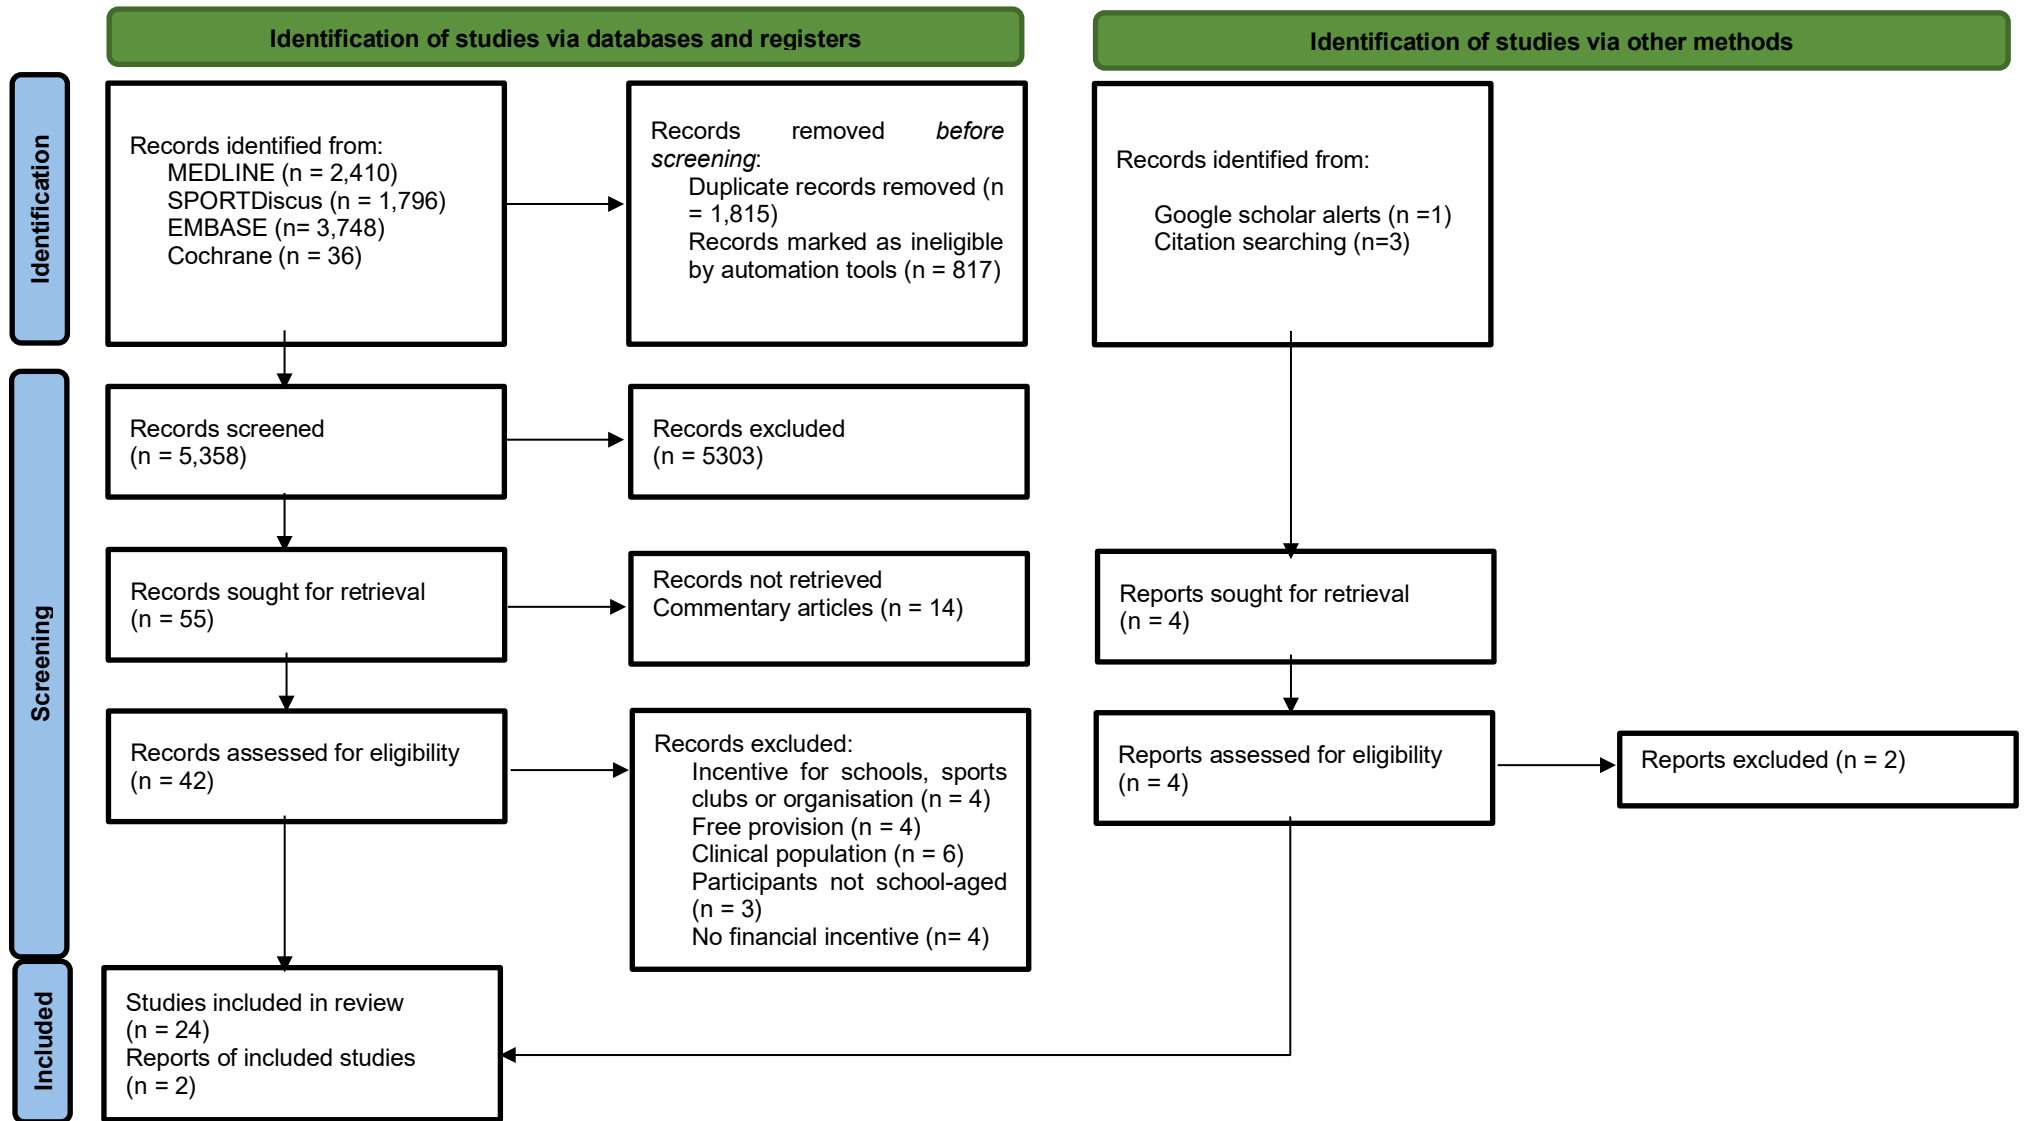 Identification of studies via databases and registers
Identification of studies via other methods
Identification
Records identified from:
MEDLINE (n = 2,410)
SPORTDiscus (n = 1,796)
EMBASE (n= 3,748)
Cochrane (n = 36)
Records removed before
screening:
Duplicate records removed (n
= 1,815)
Records marked as ineligible
by automation tools (n = 817)
Records identified from:
Google scholar alerts (n =1)
Citation searching (n=3)
Screening
Records screened
(n = 5,358)
Records excluded
(n = 5303)
Records sought for retrieval
(n = 55)
Records not retrieved
Commentary articles (n = 14)
Reports sought for retrieval
(n = 4)
Records assessed for eligibility
(n = 42)
Records excluded:
Incentive for schools, sports
clubs or organisation (n = 4)
Free provision (n = 4)
Clinical population (n = 6)
Participants not school-aged
(n = 3)
No financial incentive (n= 4)
Reports assessed for eligibility
(n = 4)
Reports excluded (n = 2)
Included
Studies included in review
(n = 24)
Reports of included studies
(n = 2)